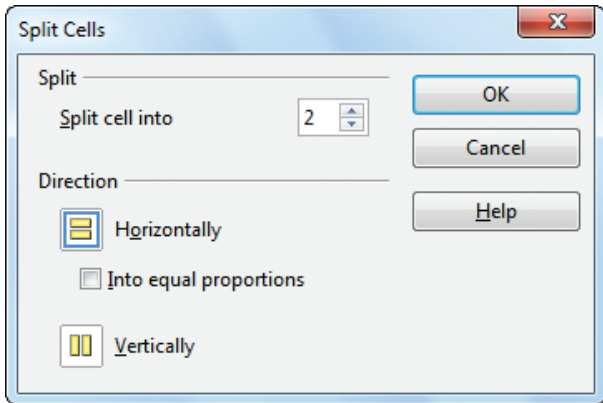 Split Cells
Split
Split cell into 2
OK
Cancel
Direction
Help
Horizontally
Into equal proportions
Vertically